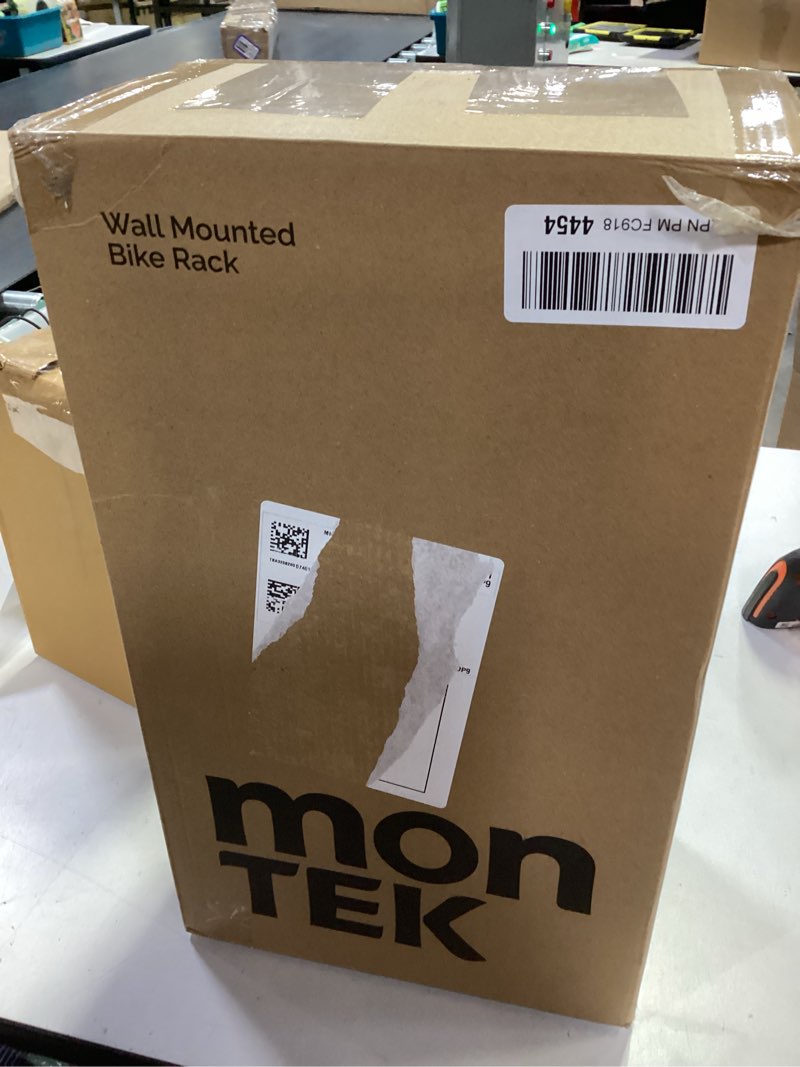 Wall Mounted
Bike Rack
PN PM FC918 4454
mon
TEK